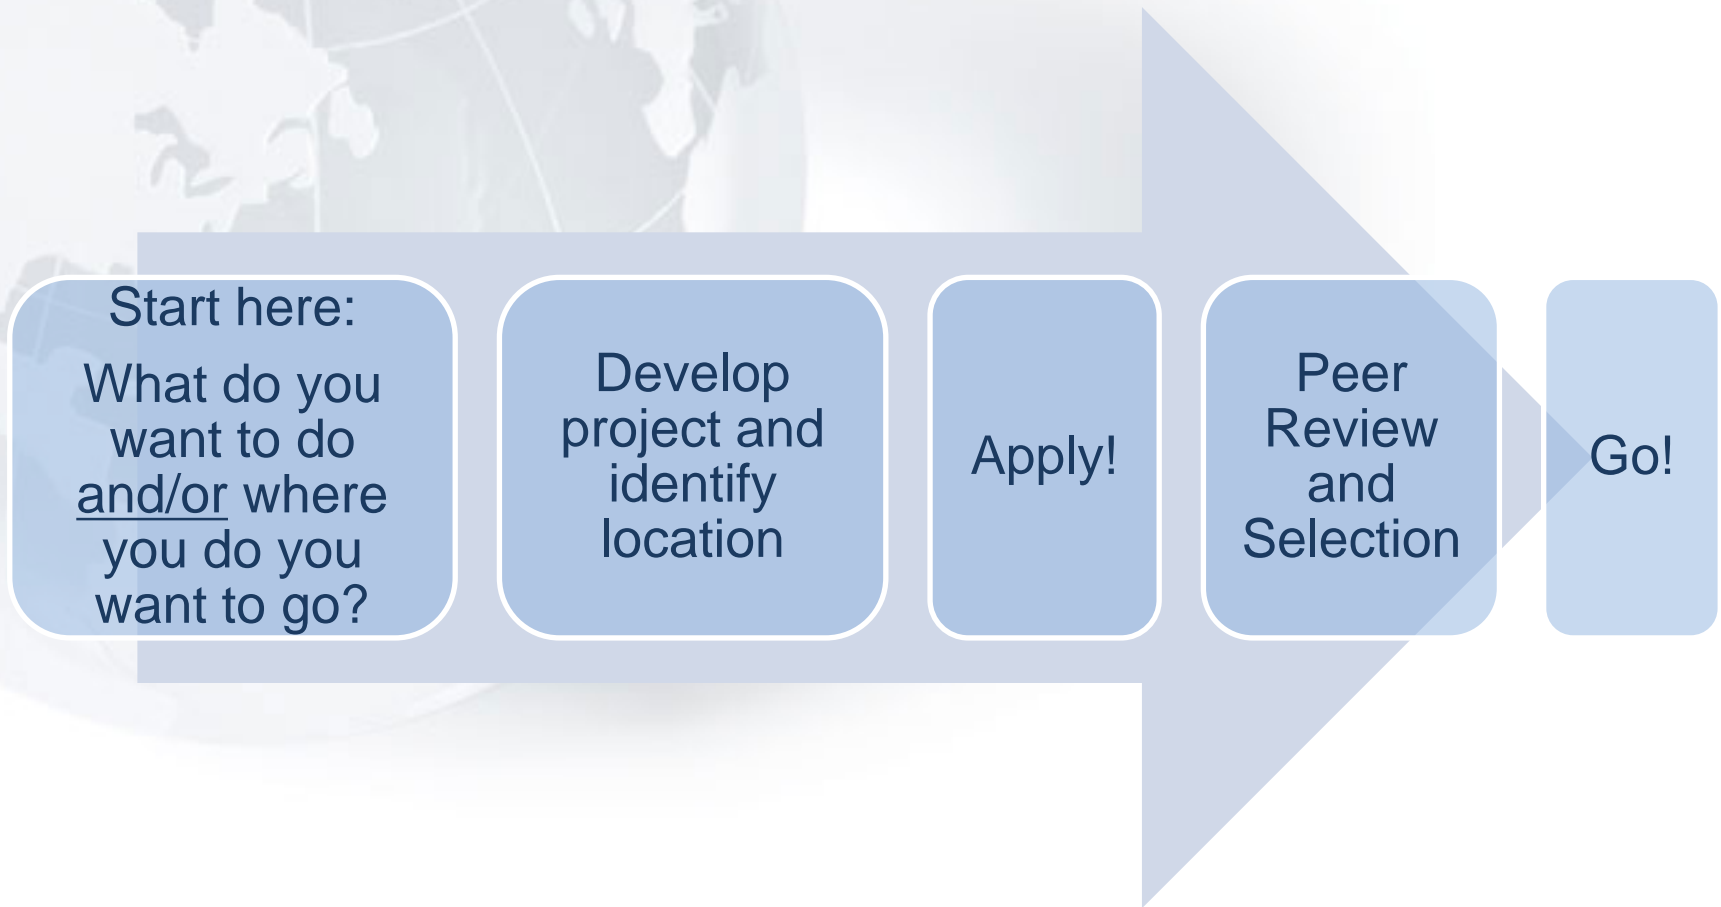 Start here:
What do you
want to do
and/or where
you do you
want to go?
Develop
project and
identify
location
Apply!
Peer
Review
and
Selection
Go!